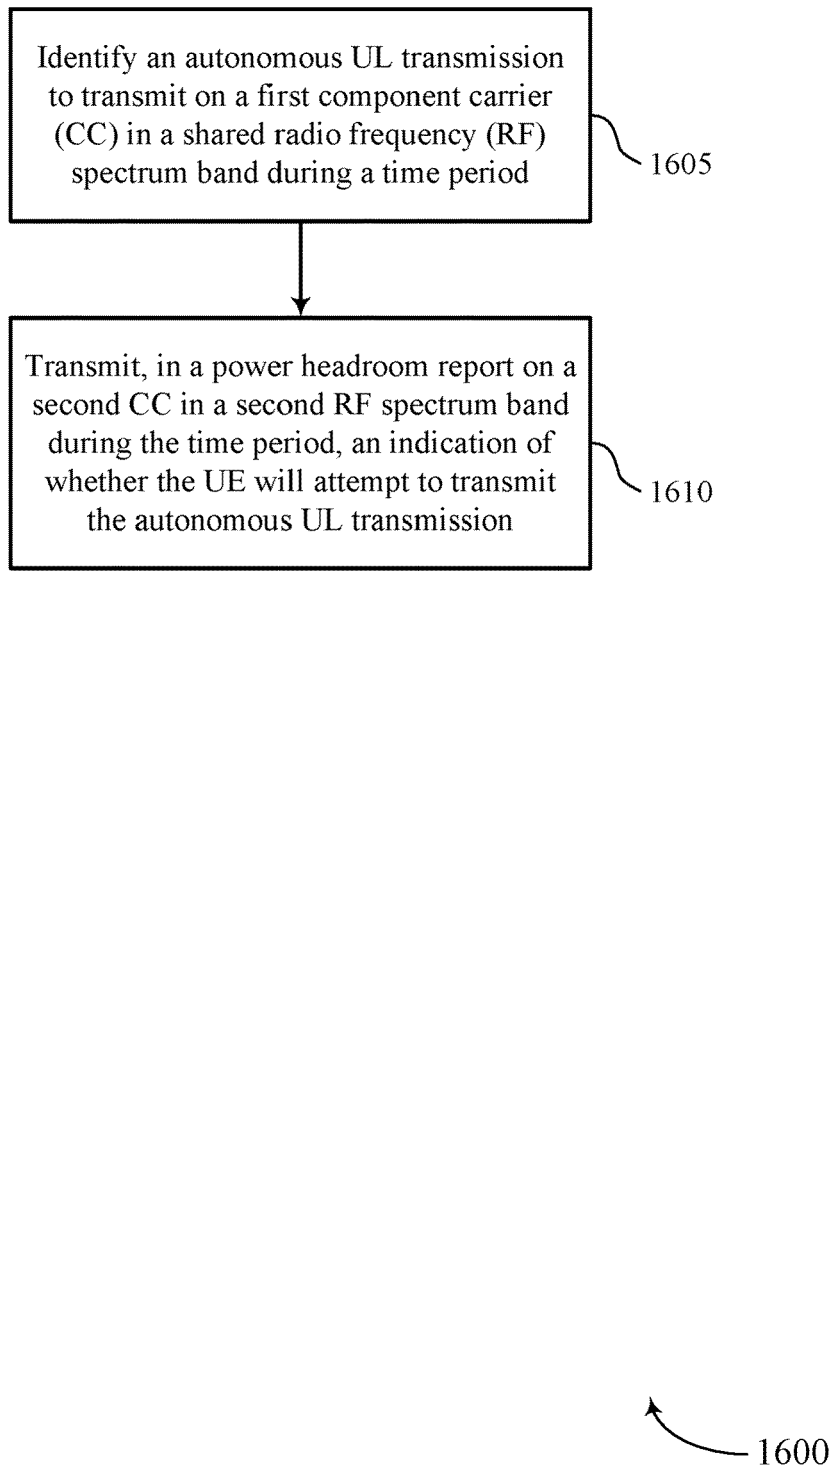 Identify an autonomous UL transmission
to transmit on a first component carrier
(CC) in a shared radio frequency (RF)
spectrum band during a time period
1605
Transmit, in a power headroom report on a
second CC in a second RF spectrum band
during the time period, an indication of
whether the UE will attempt to transmit
the autonomous UL transmission
1610
1600